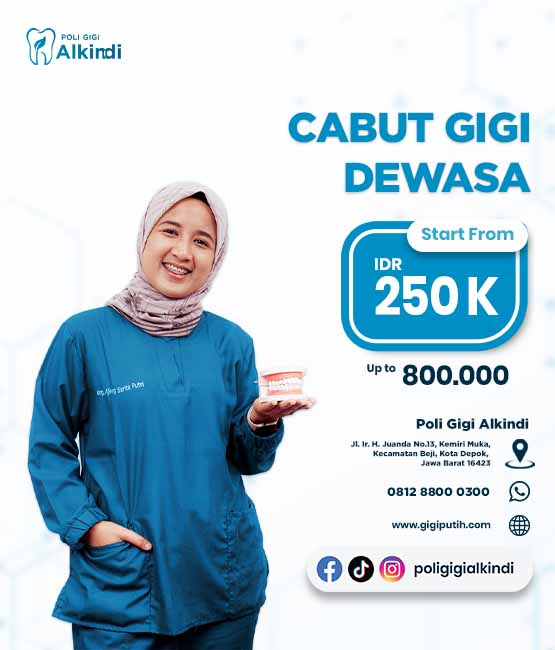 POLI GIGI
Alkindi
CABUT GIGI
DEWASA
Start From
IDR
250 K
Up to 800.000
Poli Gigi Alkindi
Jl. Ir. H. Juanda No.13, Kemiri Muka,
Kecamatan Beji, Kota Depok,
Jawa Barat 16423
0812 8800 0300
www.gigiputih.com
poligigialkindi